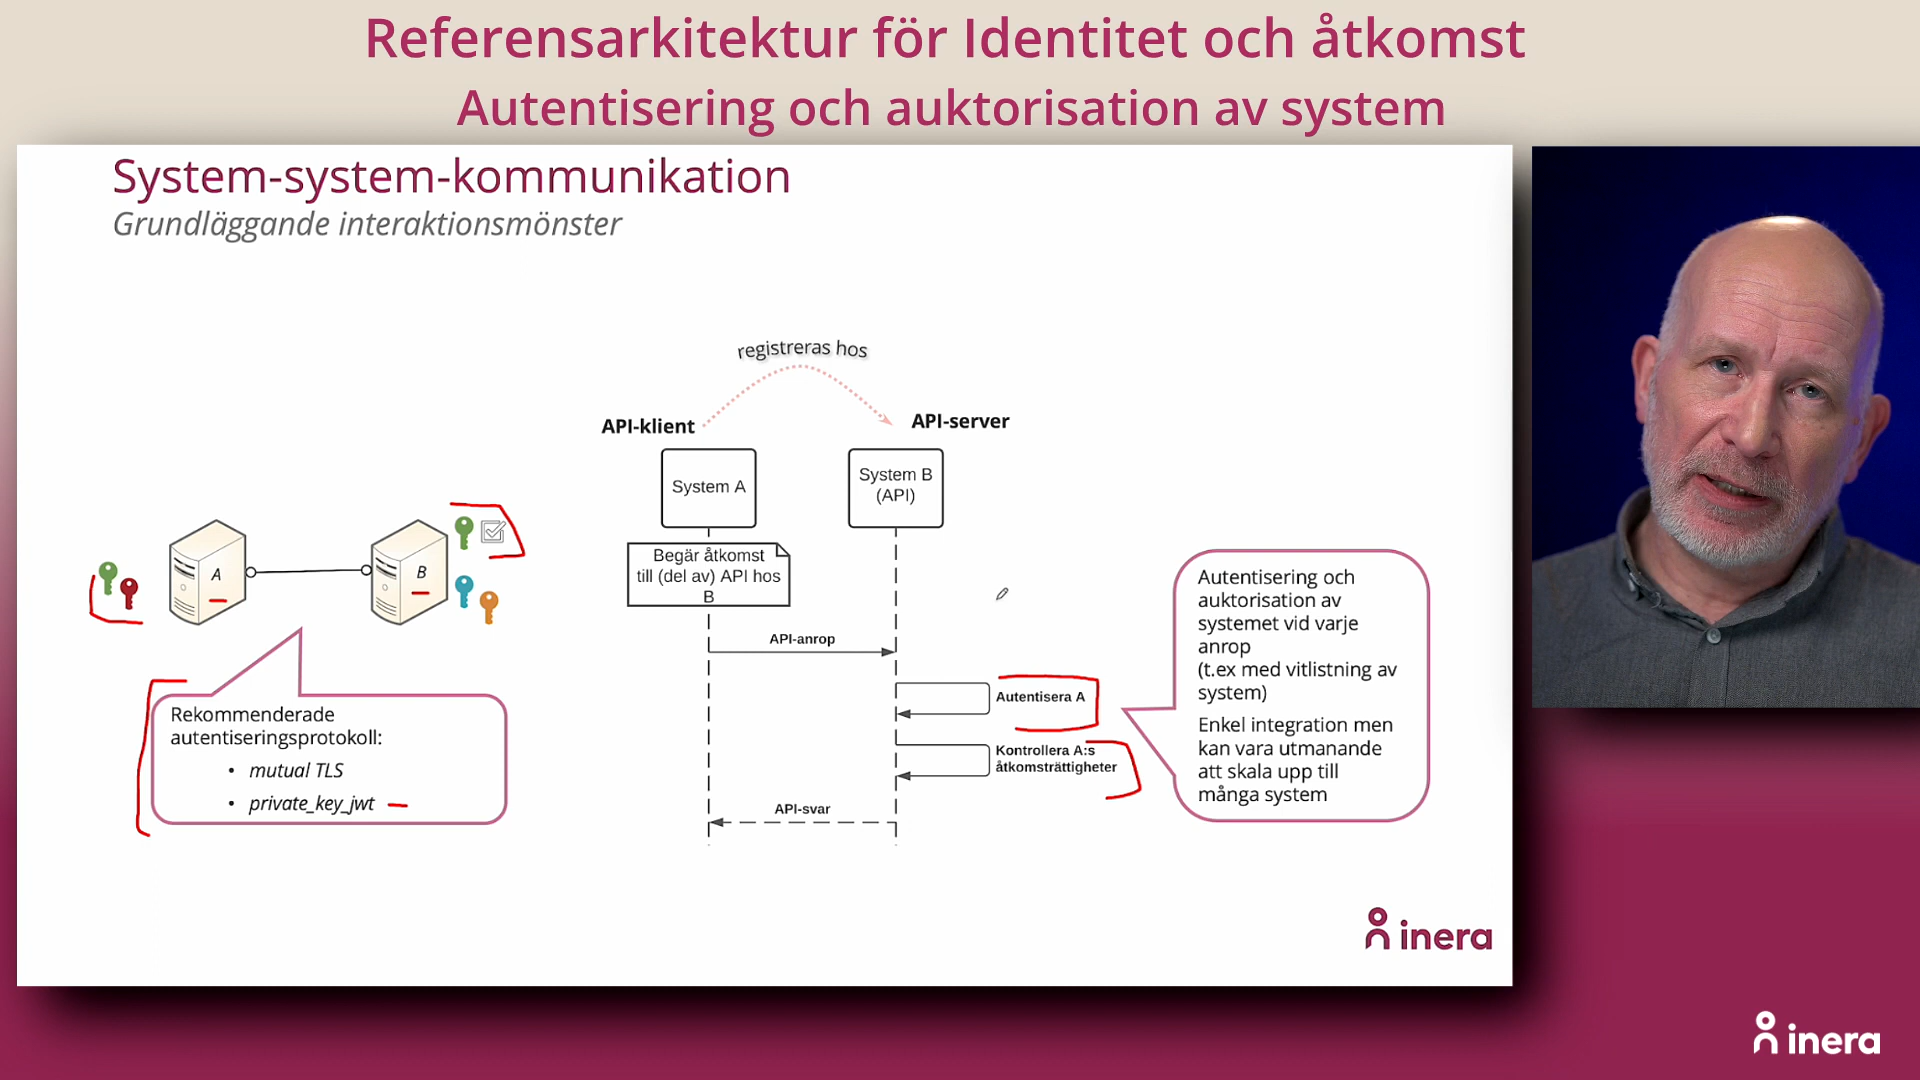 Referensarkitektur för Identitet och åtkomst
Autentisering och auktorisation av system
System-system-kommunikation
Grundläggande interaktionsmönster
registreras hos
API-klient
API-server
System A
System B
(API)
A
B
Begär åtkomst
till (del av) API hos
B
API-anrop
Autentisera A
Kontrollera A:s
åtkomsträttigheter
API-svar
Rekommenderade
autentiseringsprotokoll:
• mutual TLS
• private_key_jwt
Autentisering och
auktorisation av
systemet vid varje
anrop
(t.ex med vitlistning av
system)
Enkel integration men
kan vara utmanande
att skala upp till
många system
inera
inera